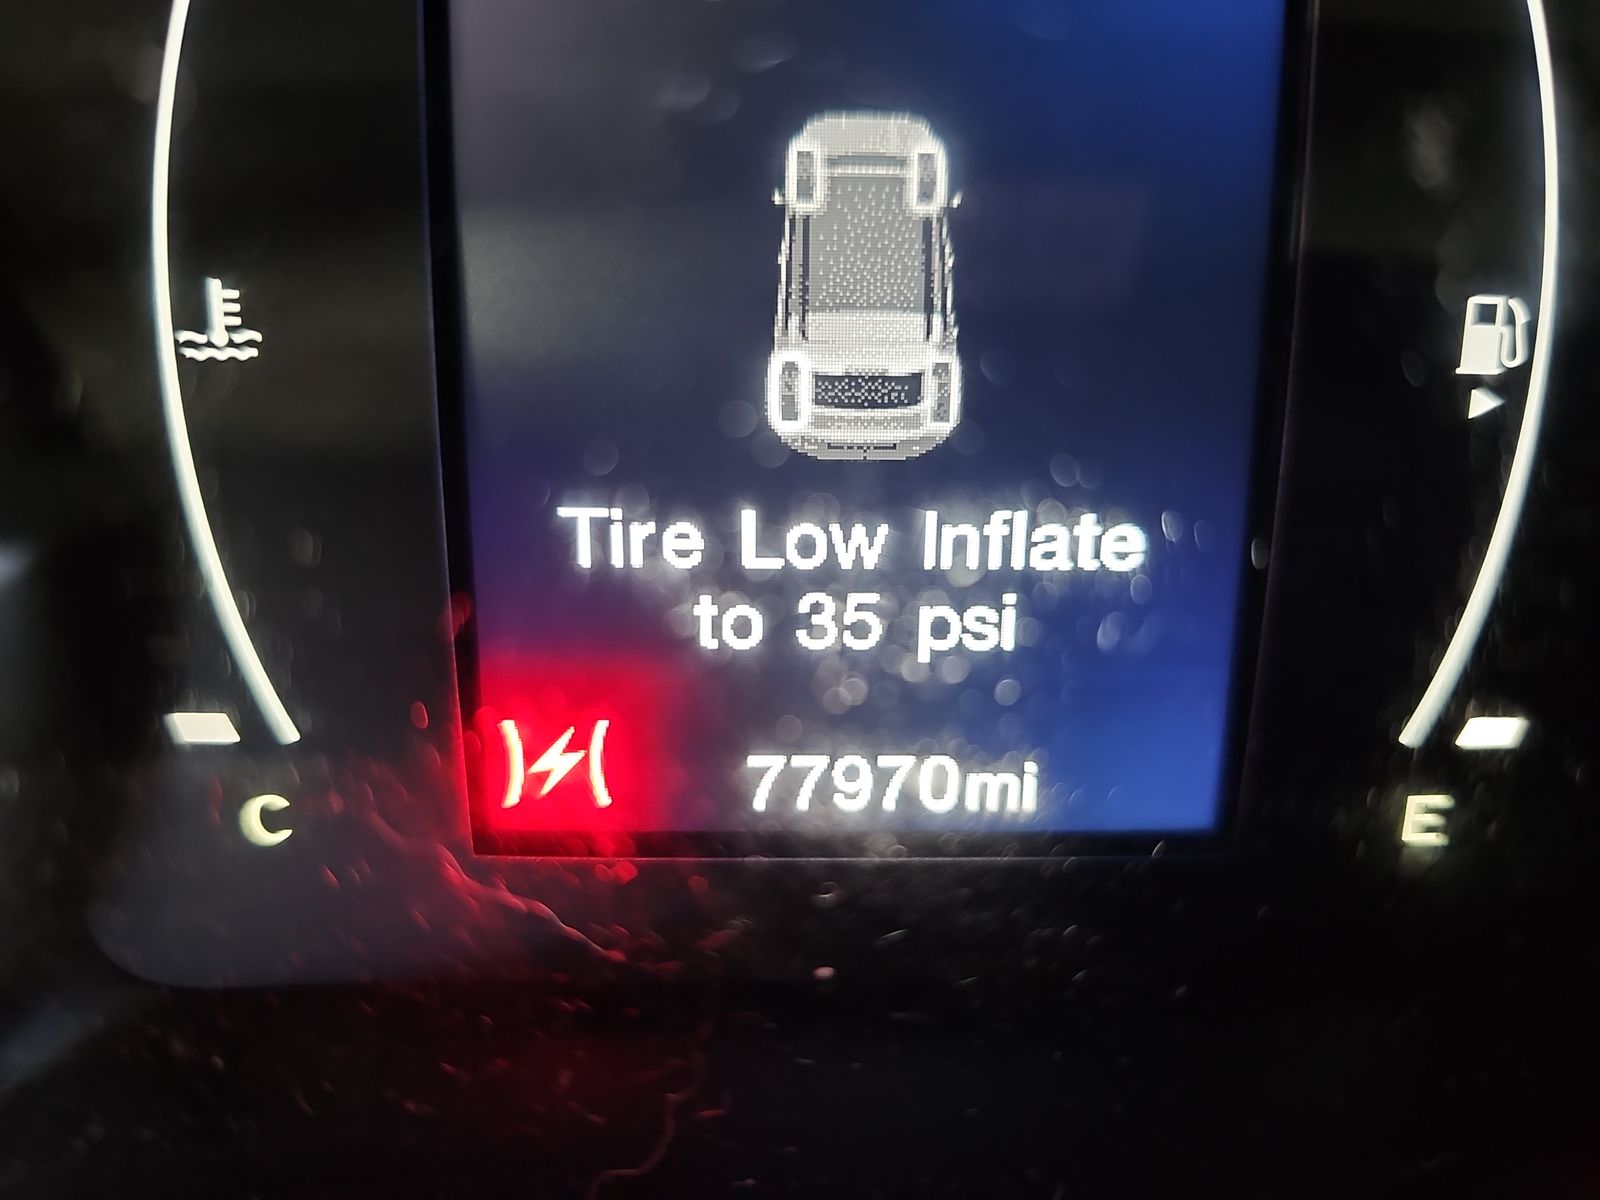 Tire Low Inflate
to 35 psi
77970mi
C
E